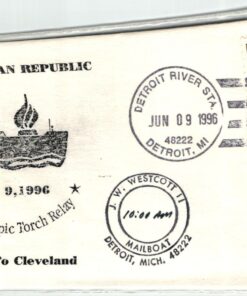 AN REPUBLIC
9,1996
pic Torch Relay
o Cleveland
DETROIT RIVER STA.
JUN 09 1996
48222
DETROIT, MI
J. W. WESTCOTT II
10:00 AM
MAILBOAT
DETROIT, MICH. 48222